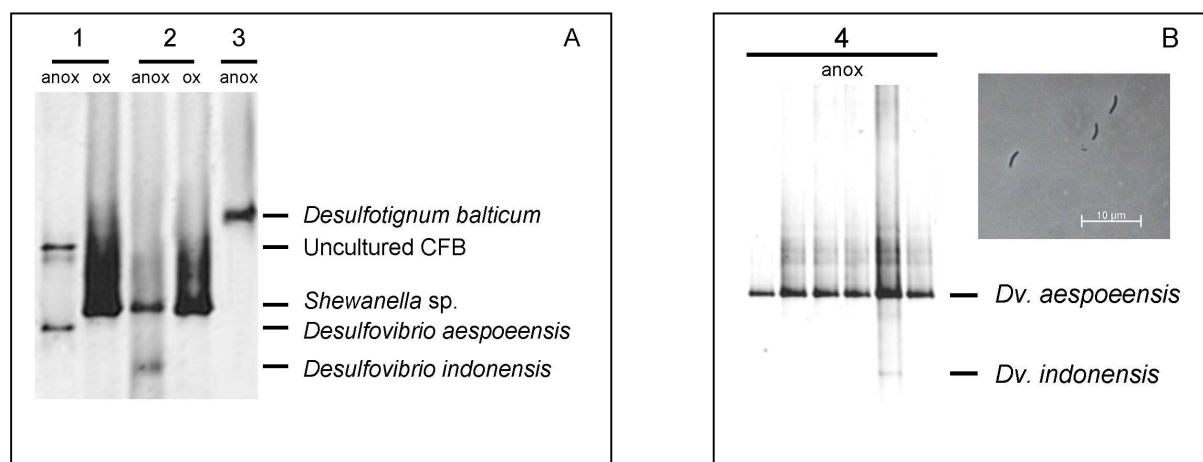 1 2 3 A
anox ox anox ox anox
Desulfotignum balticum
Uncultured CFB
Shewanella sp.
Desulfovibrio aespoeensis
Desulfovibrio indonensis
4 B
anox
10 µm
Dv. aespoeensis
Dv. indonensis